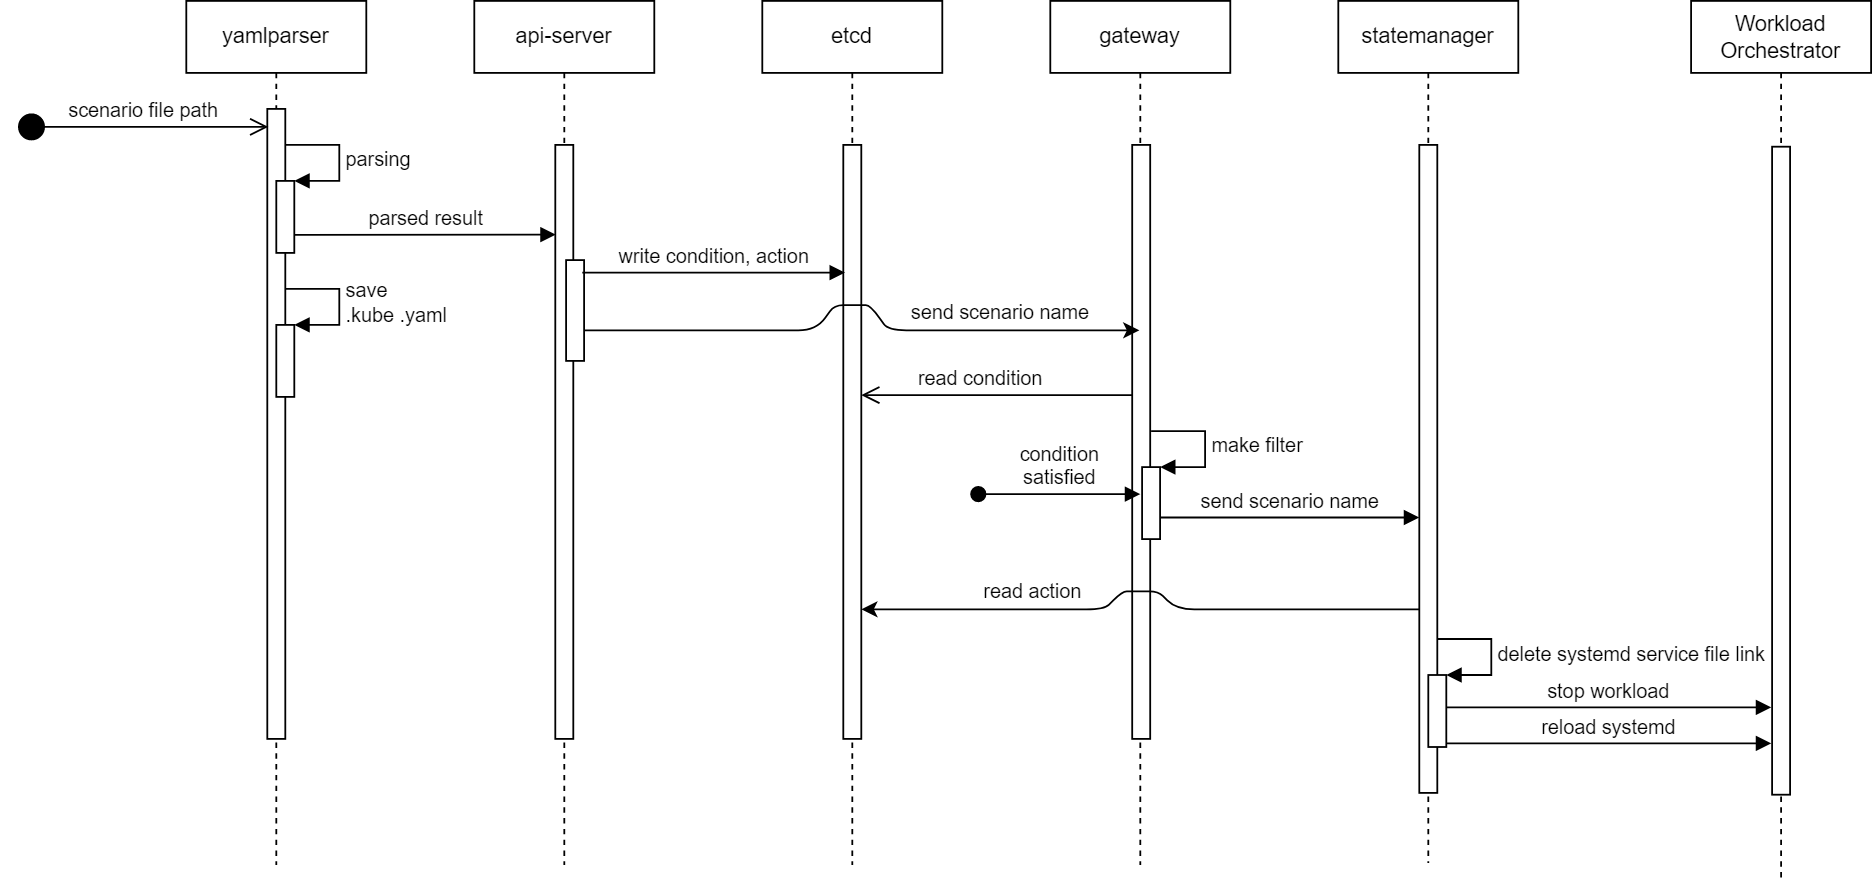 yamlparser
api-server
etcd
gateway
statemanager
Workload
Orchestrator
scenario file path
parsing
parsed result
write condition, action
save
.kube .yaml
send scenario name
read condition
make filter
condition
satisfied
send scenario name
read action
delete systemd service file link
stop workload
reload systemd